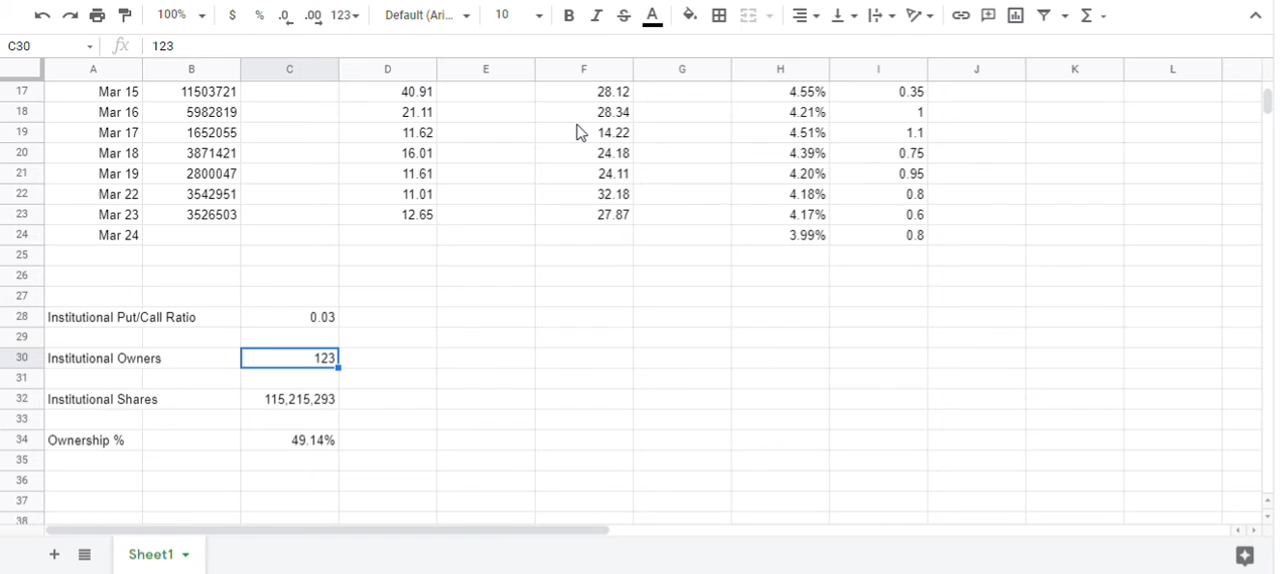 100% $ % .0 .00 123 Default (Ari... 10 B I S A Σ
C30 fx 123
A B C D E F G H I J K L
17 Mar 15 11503721 40.91 28.12 4.55% 0.35
18 Mar 16 5982819 21.11 28.34 4.21% 1
19 Mar 17 1652055 11.62 14.22 4.51% 1.1
20 Mar 18 3871421 16.01 24.18 4.39% 0.75
21 Mar 19 2800047 11.61 24.11 4.20% 0.95
22 Mar 22 3542951 11.01 32.18 4.18% 0.8
23 Mar 23 3526503 12.65 27.87 4.17% 0.6
24 Mar 24 3.99% 0.8
25
26
27
28 Institutional Put/Call Ratio 0.03
29
30 Institutional Owners 123
31
32 Institutional Shares 115,215,293
33
34 Ownership % 49.14%
35
36
37
38
Sheet1